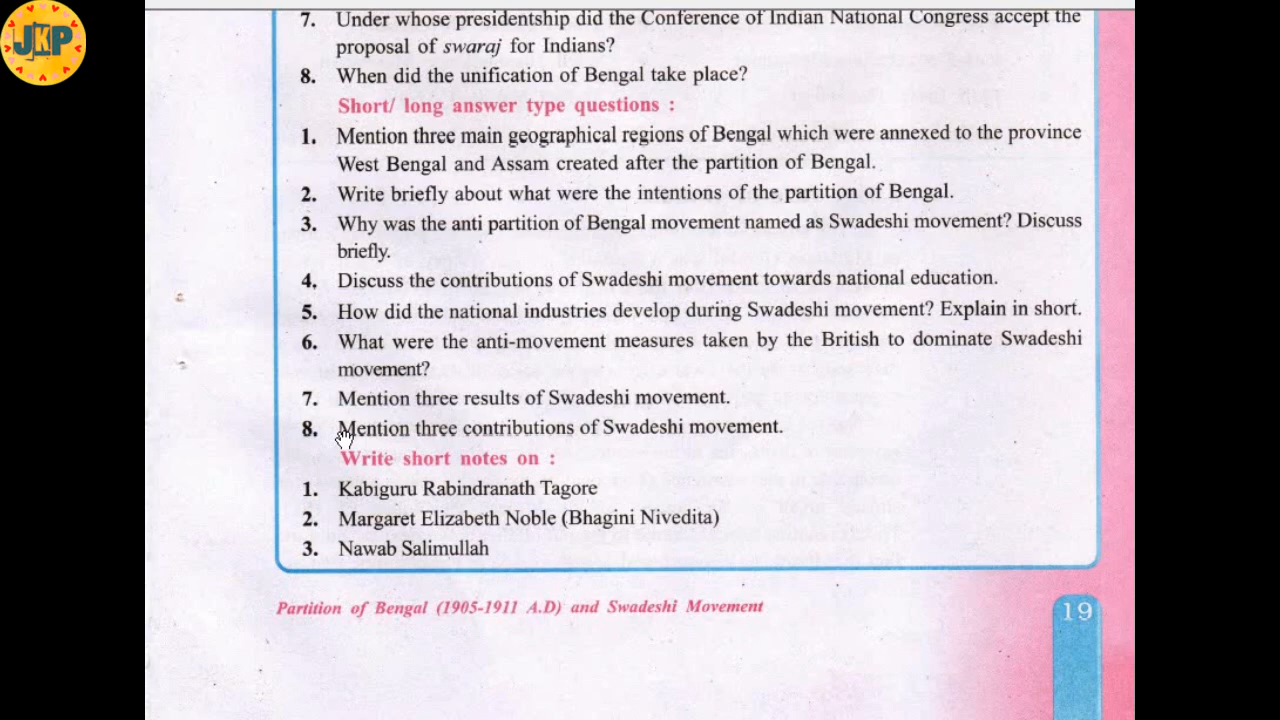 JKP
7. Under whose presidentship did the Conference of Indian National Congress accept the
proposal of swaraj for Indians?
8. When did the unification of Bengal take place?
Short/ long answer type questions :
1. Mention three main geographical regions of Bengal which were annexed to the province
West Bengal and Assam created after the partition of Bengal.
2. Write briefly about what were the intentions of the partition of Bengal.
3. Why was the anti partition of Bengal movement named as Swadeshi movement? Discuss
briefly.
4. Discuss the contributions of Swadeshi movement towards national education.
5. How did the national industries develop during Swadeshi movement? Explain in short.
6. What were the anti-movement measures taken by the British to dominate Swadeshi
movement?
7. Mention three results of Swadeshi movement.
8. Mention three contributions of Swadeshi movement.
Write short notes on :
1. Kabiguru Rabindranath Tagore
2. Margaret Elizabeth Noble (Bhagini Nivedita)
3. Nawab Salimullah
Partition of Bengal (1905-1911 A.D) and Swadeshi Movement
19